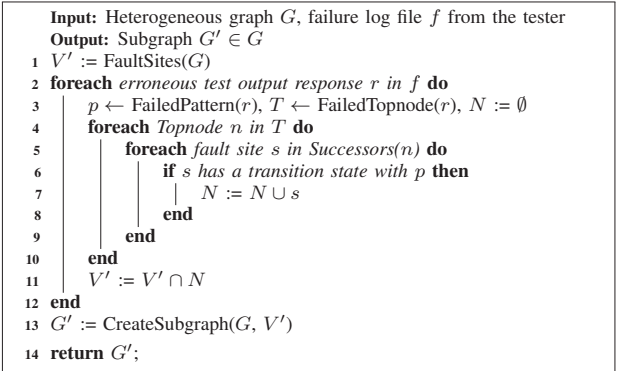 Input: Heterogeneous graph G, failure log file f from the tester
Output: Subgraph G′ ∈ G
1 V′ := FaultSites(G)
2 foreach erroneous test output response r in f do
3 p ← FailedPattern(r), T ← FailedTopnode(r), N := ∅
4 foreach Topnode n in T do
5 foreach fault site s in Successors(n) do
6 if s has a transition state with p then
7 N := N ∪ s
8 end
9 end
10 end
11 V′ := V′ ∩ N
12 end
13 G′ := CreateSubgraph(G, V′)
14 return G′;